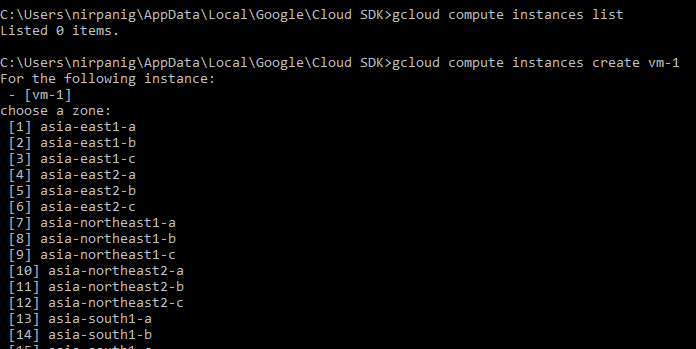 C:\Users\nirpanig\AppData\Local\Google\Cloud SDK>gcloud compute instances list
Listed 0 items.
C:\Users\nirpanig\AppData\Local\Google\Cloud SDK>gcloud compute instances create vm-1
For the following instance:
- [vm-1]
choose a zone:
[1] asia-east1-a
[2] asia-east1-b
[3] asia-east1-c
[4] asia-east2-a
[5] asia-east2-b
[6] asia-east2-c
[7] asia-northeast1-a
[8] asia-northeast1-b
[9] asia-northeast1-c
[10] asia-northeast2-a
[11] asia-northeast2-b
[12] asia-northeast2-c
[13] asia-south1-a
[14] asia-south1-b